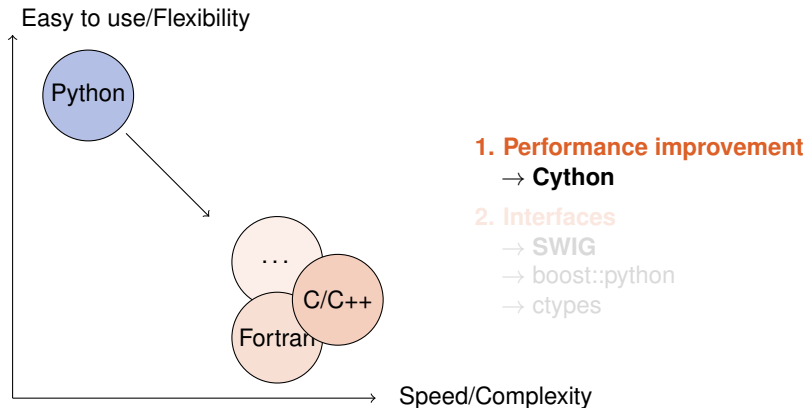 Easy to use/Flexibility
Python
...
C/C++
Fortran
Speed/Complexity
1. Performance improvement
→ Cython
2. Interfaces
→ SWIG
→ boost::python
→ ctypes